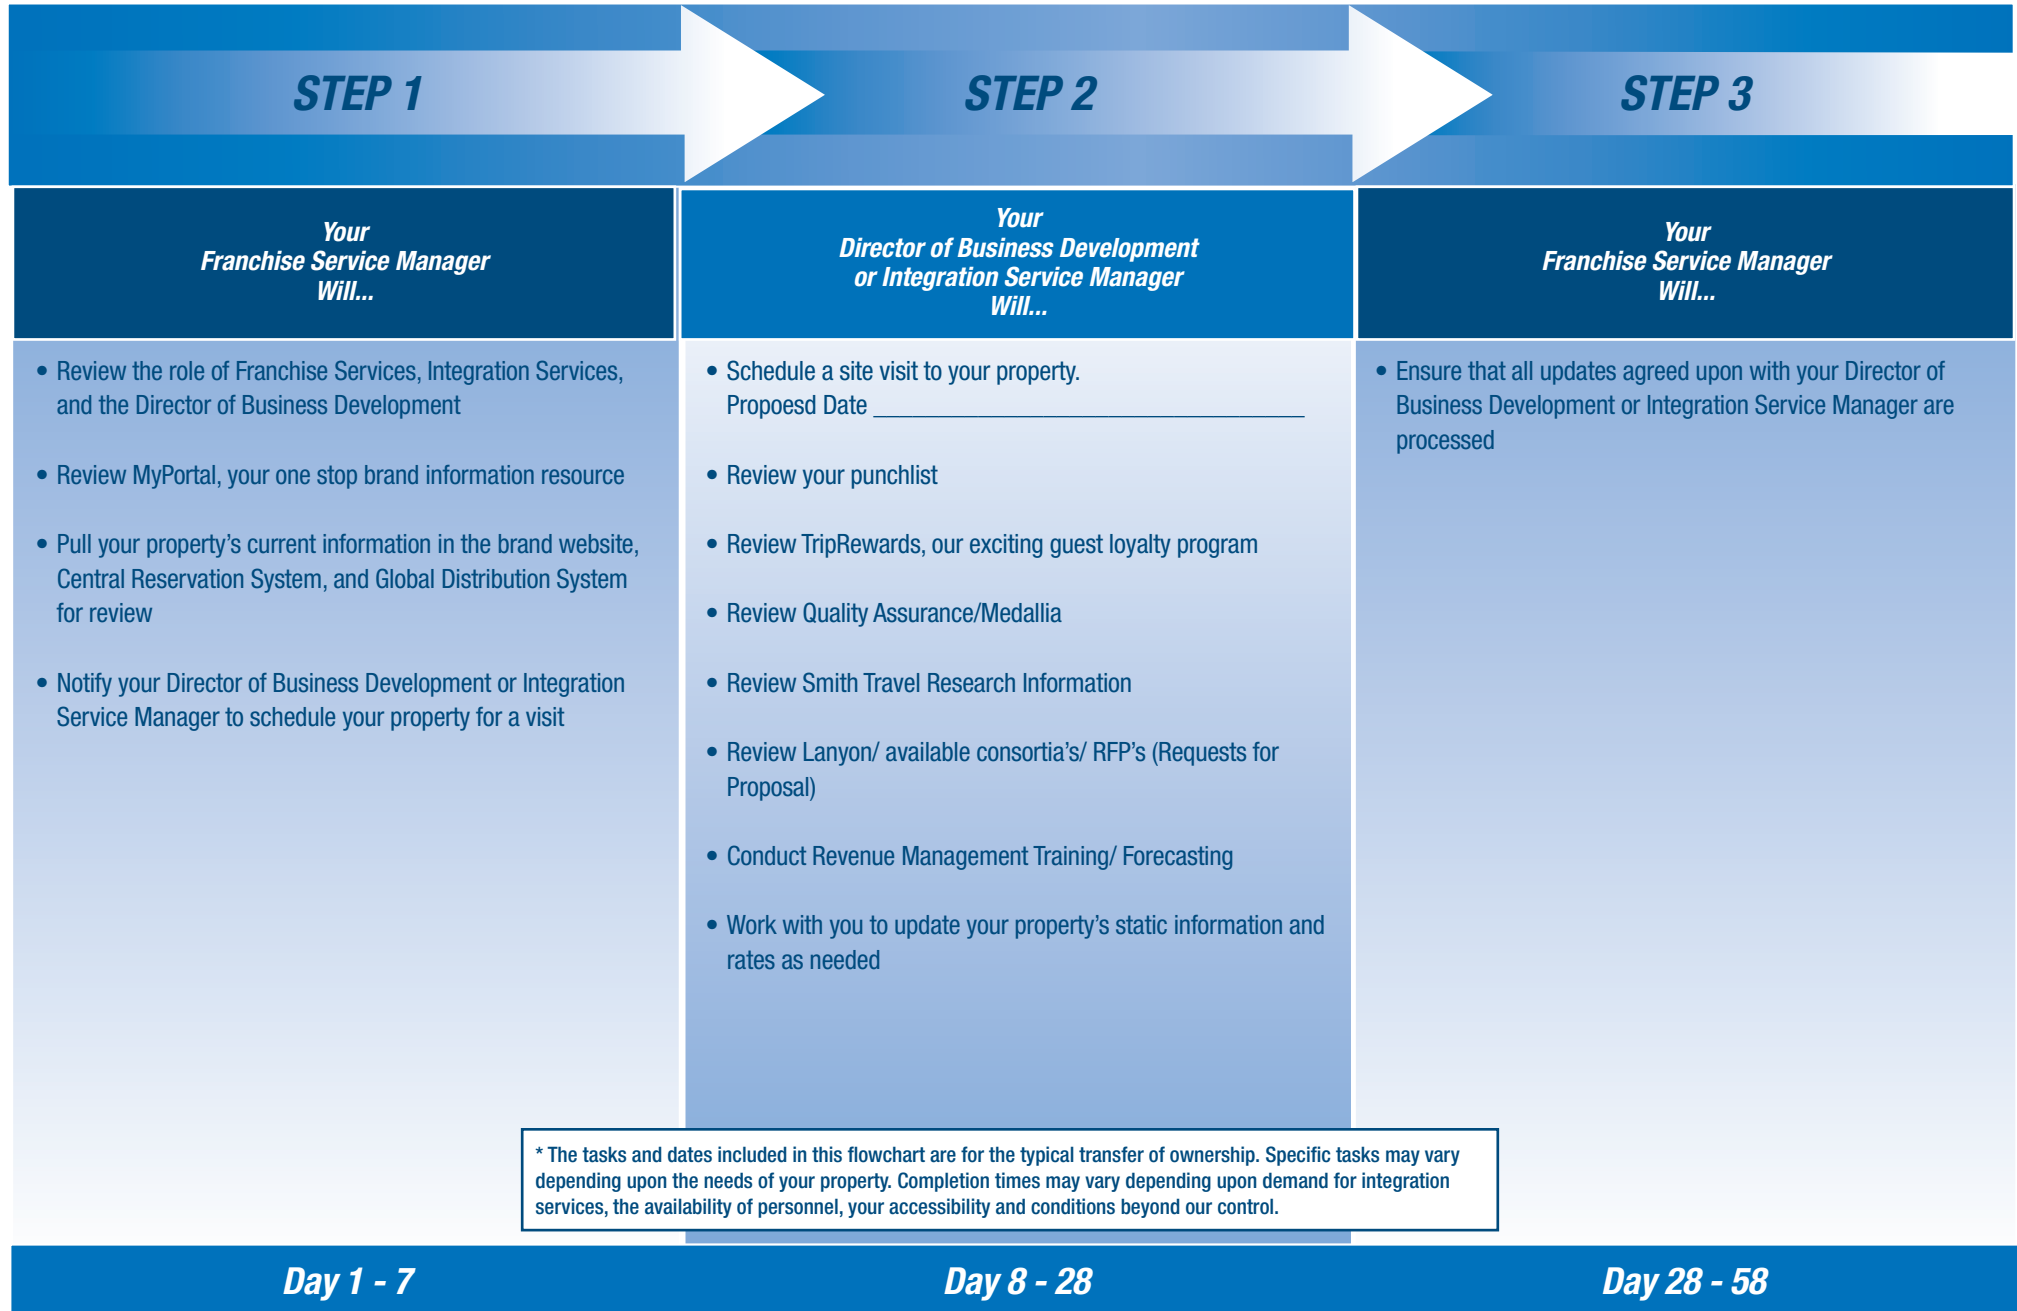 STEP 1
STEP 2
STEP 3
Your
Franchise Service Manager
Will...
Your
Director of Business Development
or Integration Service Manager
Will...
Your
Franchise Service Manager
Will...
• Review the role of Franchise Services, Integration Services,
and the Director of Business Development
• Review MyPortal, your one stop brand information resource
• Pull your property’s current information in the brand website,
Central Reservation System, and Global Distribution System
for review
• Notify your Director of Business Development or Integration
Service Manager to schedule your property for a visit
• Schedule a site visit to your property.
Propoesd Date ________________________________
• Review your punchlist
• Review TripRewards, our exciting guest loyalty program
• Review Quality Assurance/Medallia
• Review Smith Travel Research Information
• Review Lanyon/ available consortia’s/ RFP’s (Requests for
Proposal)
• Conduct Revenue Management Training/ Forecasting
• Work with you to update your property’s static information and
rates as needed
• Ensure that all updates agreed upon with your Director of
Business Development or Integration Service Manager are
processed
* The tasks and dates included in this flowchart are for the typical transfer of ownership. Specific tasks may vary
depending upon the needs of your property. Completion times may vary depending upon demand for integration
services, the availability of personnel, your accessibility and conditions beyond our control.
Day 1 - 7
Day 8 - 28
Day 28 - 58